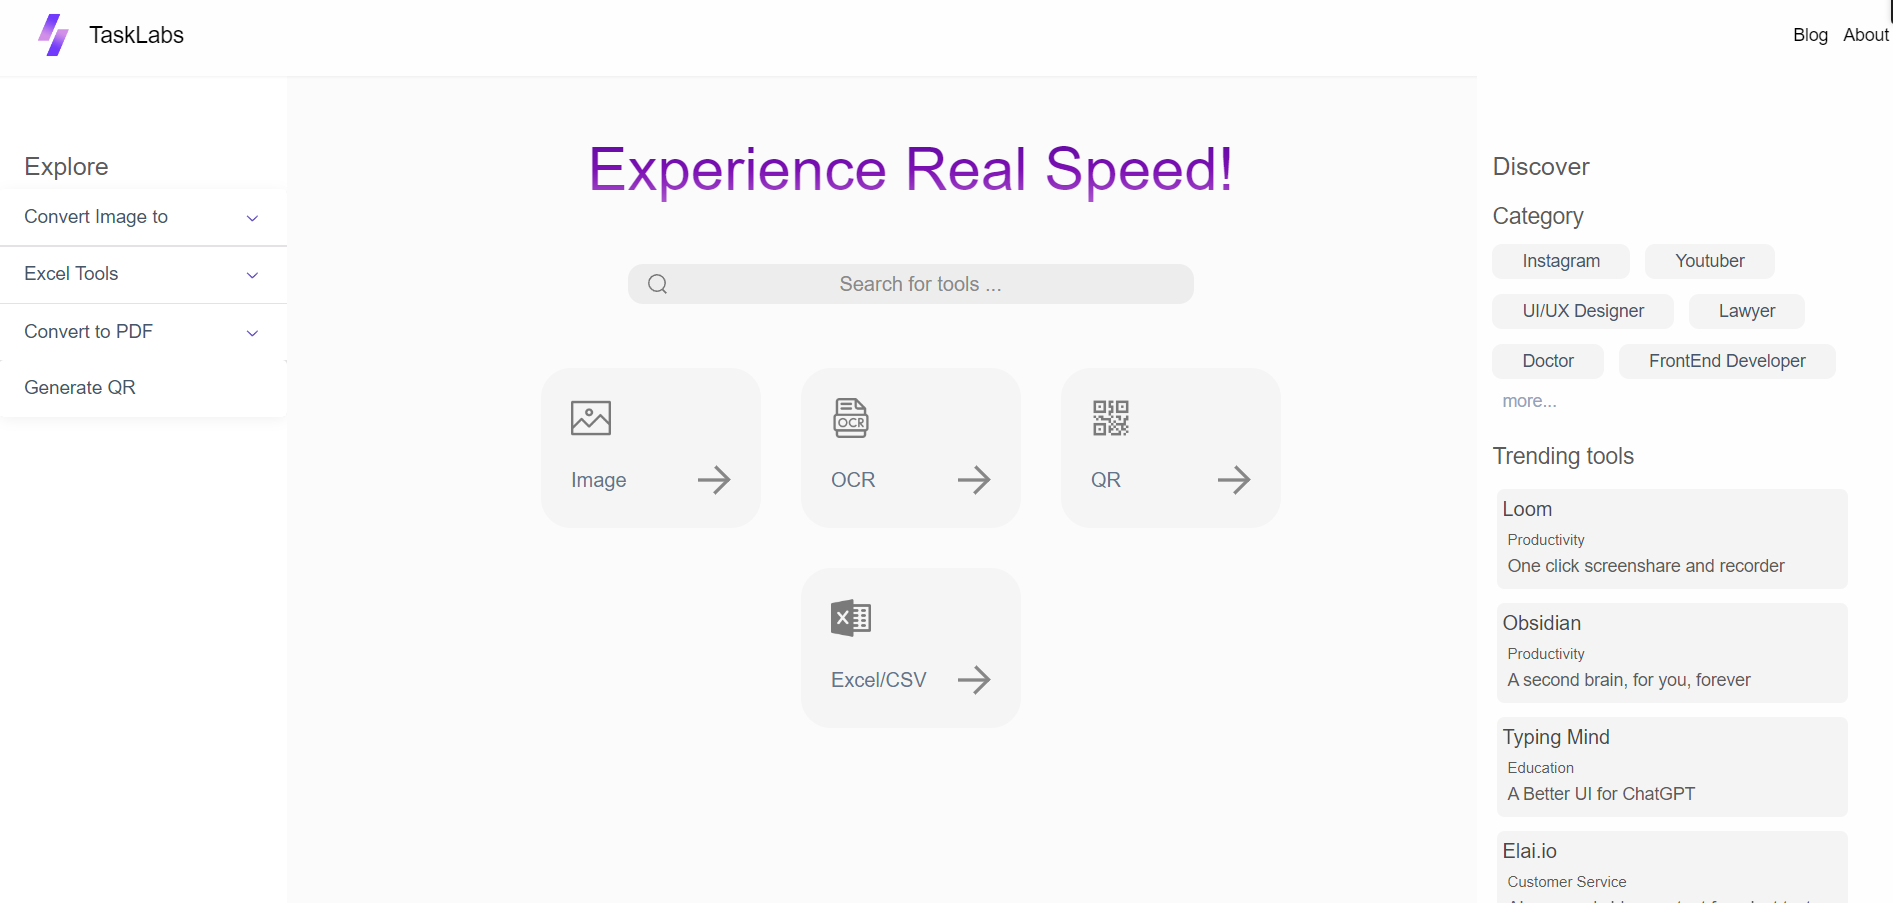 TaskLabs
Blog About
Explore
Convert Image to
Excel Tools
Convert to PDF
Generate QR
Experience Real Speed!
Search for tools ...
Image
OCR
OCR
QR
X
Excel/CSV
Discover
Category
Instagram Youtuber
UI/UX Designer Lawyer
Doctor FrontEnd Developer
more...
Trending tools
Loom
Productivity
One click screenshare and recorder
Obsidian
Productivity
A second brain, for you, forever
Typing Mind
Education
A Better UI for ChatGPT
Elai.io
Customer Service